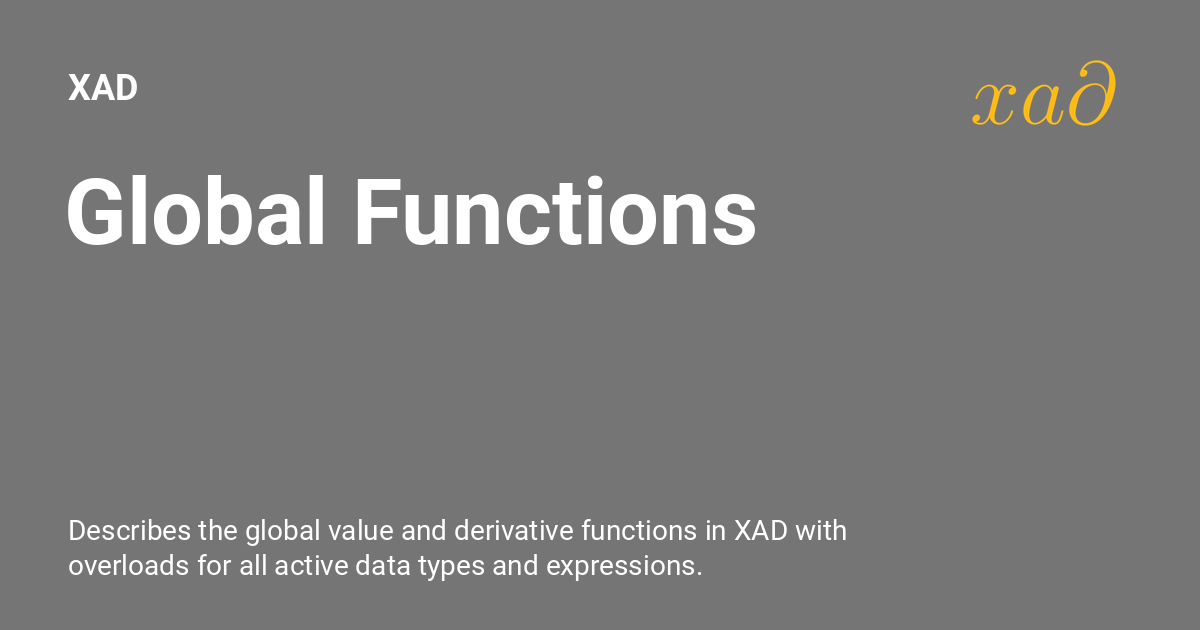 XAD
xa∂
Global Functions
Describes the global value and derivative functions in XAD with
overloads for all active data types and expressions.